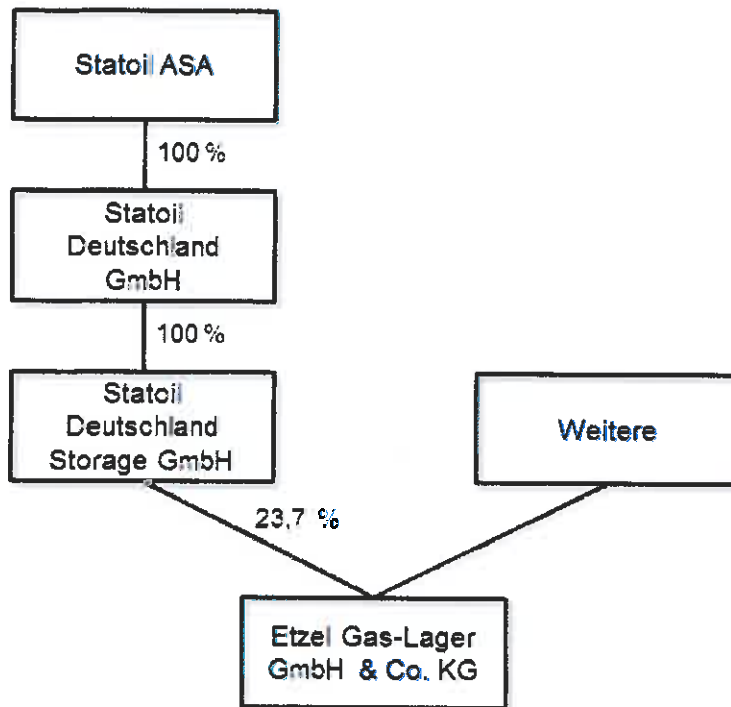 Statoil ASA
100 %
Statoil
Deutschland
GmbH
100 %
Statoil
Deutschland
Storage GmbH
Weitere
23,7 %
Etzel Gas-Lager
GmbH & Co. KG